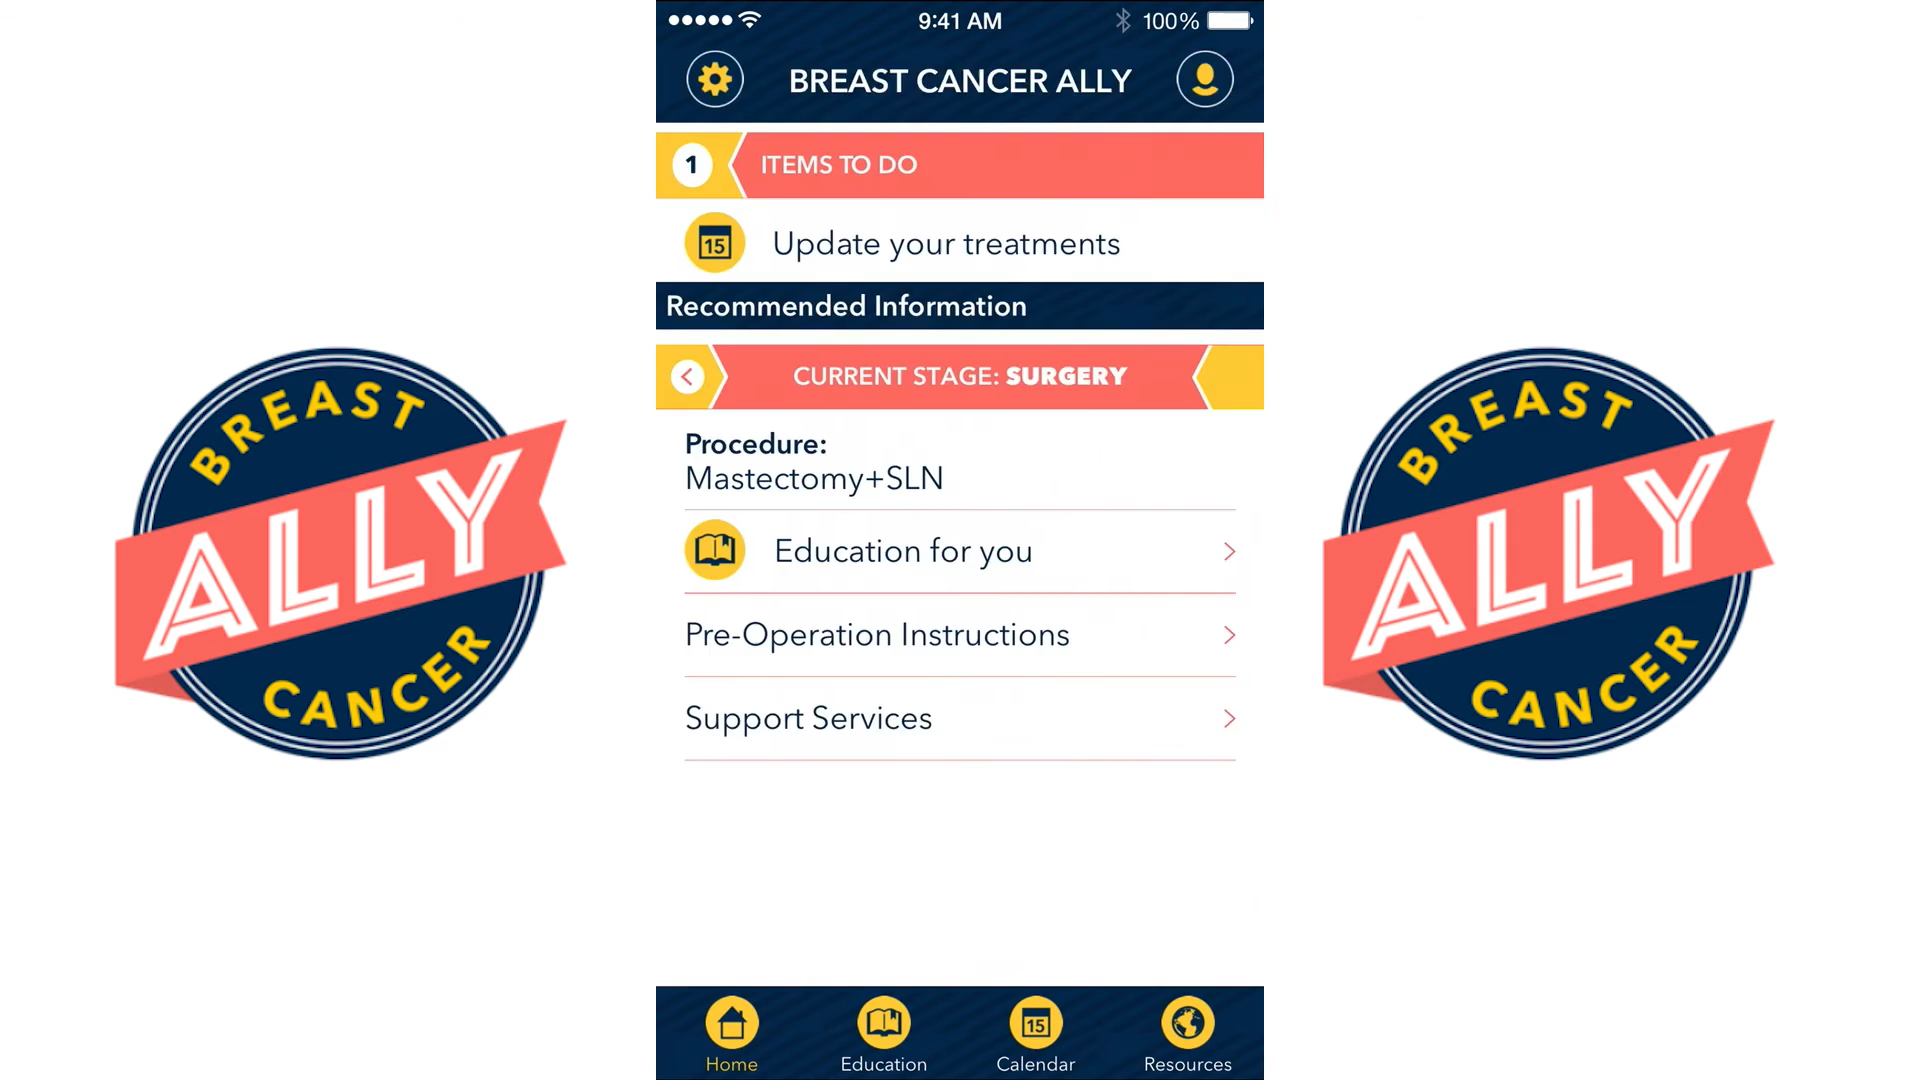 9:41 AM
100%
BREAST CANCER ALLY
1
ITEMS TO DO
15
Update your treatments
Recommended Information
CURRENT STAGE: SURGERY
Procedure:
Mastectomy+SLN
Education for you
Pre-Operation Instructions
Support Services
Home
Education
15
Calendar
Resources
BREAST
ALLY
CANCER
BREAST
ALLY
CANCER